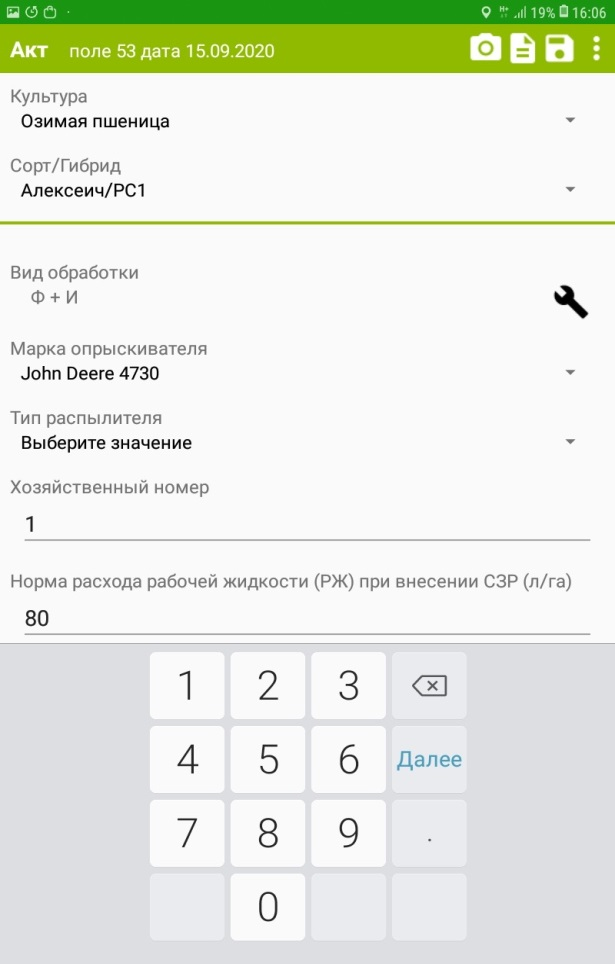 19% 16:06
Акт поле 53 дата 15.09.2020
Культура
Озимая пшеница
Сорт/Гибрид
Алексеич/РС1
Вид обработки
Ф + И
Марка опрыскивателя
John Deere 4730
Тип распылителя
Выберите значение
Хозяйственный номер
1
Норма расхода рабочей жидкости (РЖ) при внесении СЗР (л/га)
80
1 2 3
4 5 6 Далее
7 8 9 .
0